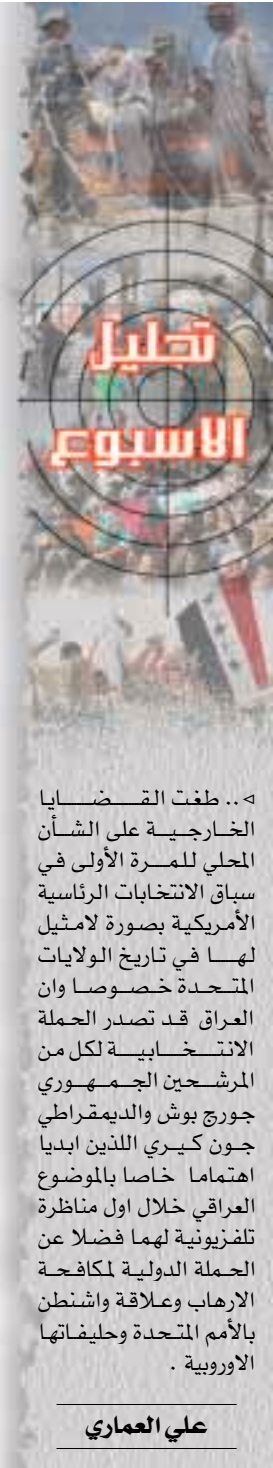 تحليل
الاسبوع
⊲.. طغت القضايا
الخارجية على الشأن
المحلي للمرة الأولى في
سباق الانتخابات الرئاسية
الأمريكية بصورة لامثيل
لها في تاريخ الولايات
المتحدة خصوصا وان
العراق قد تصدر الحملة
الانتخابية لكل من
المرشحين الجمهوري
جورج بوش والديمقراطي
جون كيري اللذين ابديا
اهتماما خاصا بالموضوع
العراقي خلال اول مناظرة
تلفزيونية لهما فضلا عن
الحملة الدولية لمكافحة
الارهاب وعلاقة واشنطن
بالأمم المتحدة وحليفاتها
الاوروبية .
علي العماري